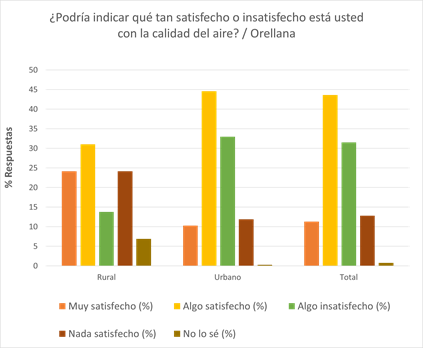 ¿Podría indicar qué tan satisfecho o insatisfecho está usted
con la calidad del aire? / Orellana
% Respuestas
50
45
40
35
30
25
20
15
10
5
0
Rural Urbano Total
Muy satisfecho (%) Algo satisfecho (%) Algo insatisfecho (%)
Nada satisfecho (%) No lo sé (%)